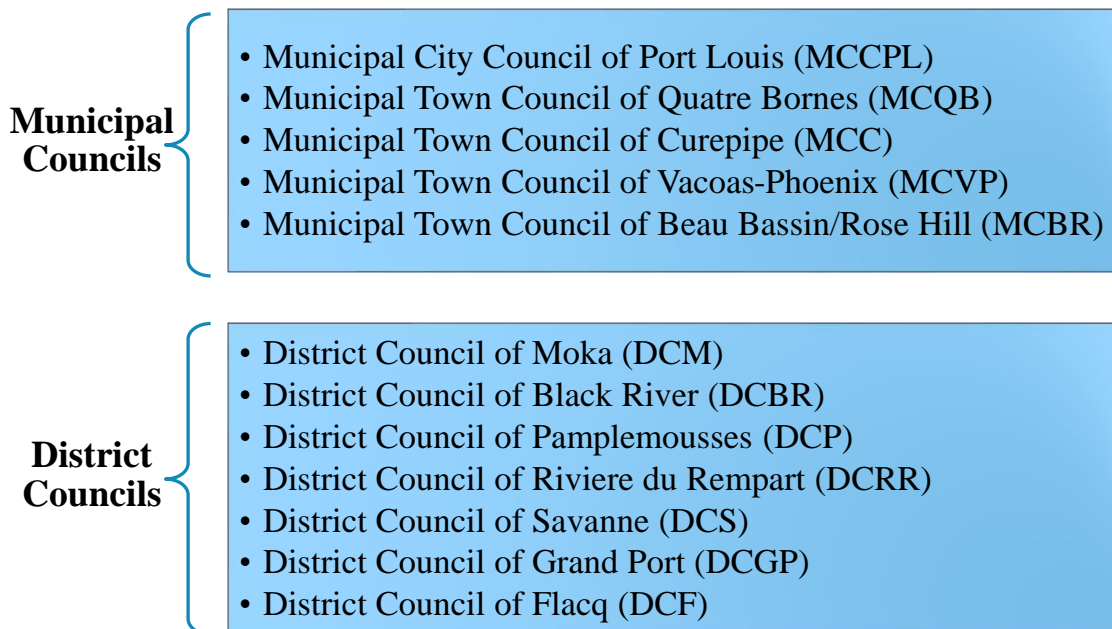 Municipal
Councils
• Municipal City Council of Port Louis (MCCPL)
• Municipal Town Council of Quatre Bornes (MCQB)
• Municipal Town Council of Curepipe (MCC)
• Municipal Town Council of Vacoas-Phoenix (MCVP)
• Municipal Town Council of Beau Bassin/Rose Hill (MCBR)
District
Councils
• District Council of Moka (DCM)
• District Council of Black River (DCBR)
• District Council of Pamplemousses (DCP)
• District Council of Riviere du Rempart (DCRR)
• District Council of Savanne (DCS)
• District Council of Grand Port (DCGP)
• District Council of Flacq (DCF)